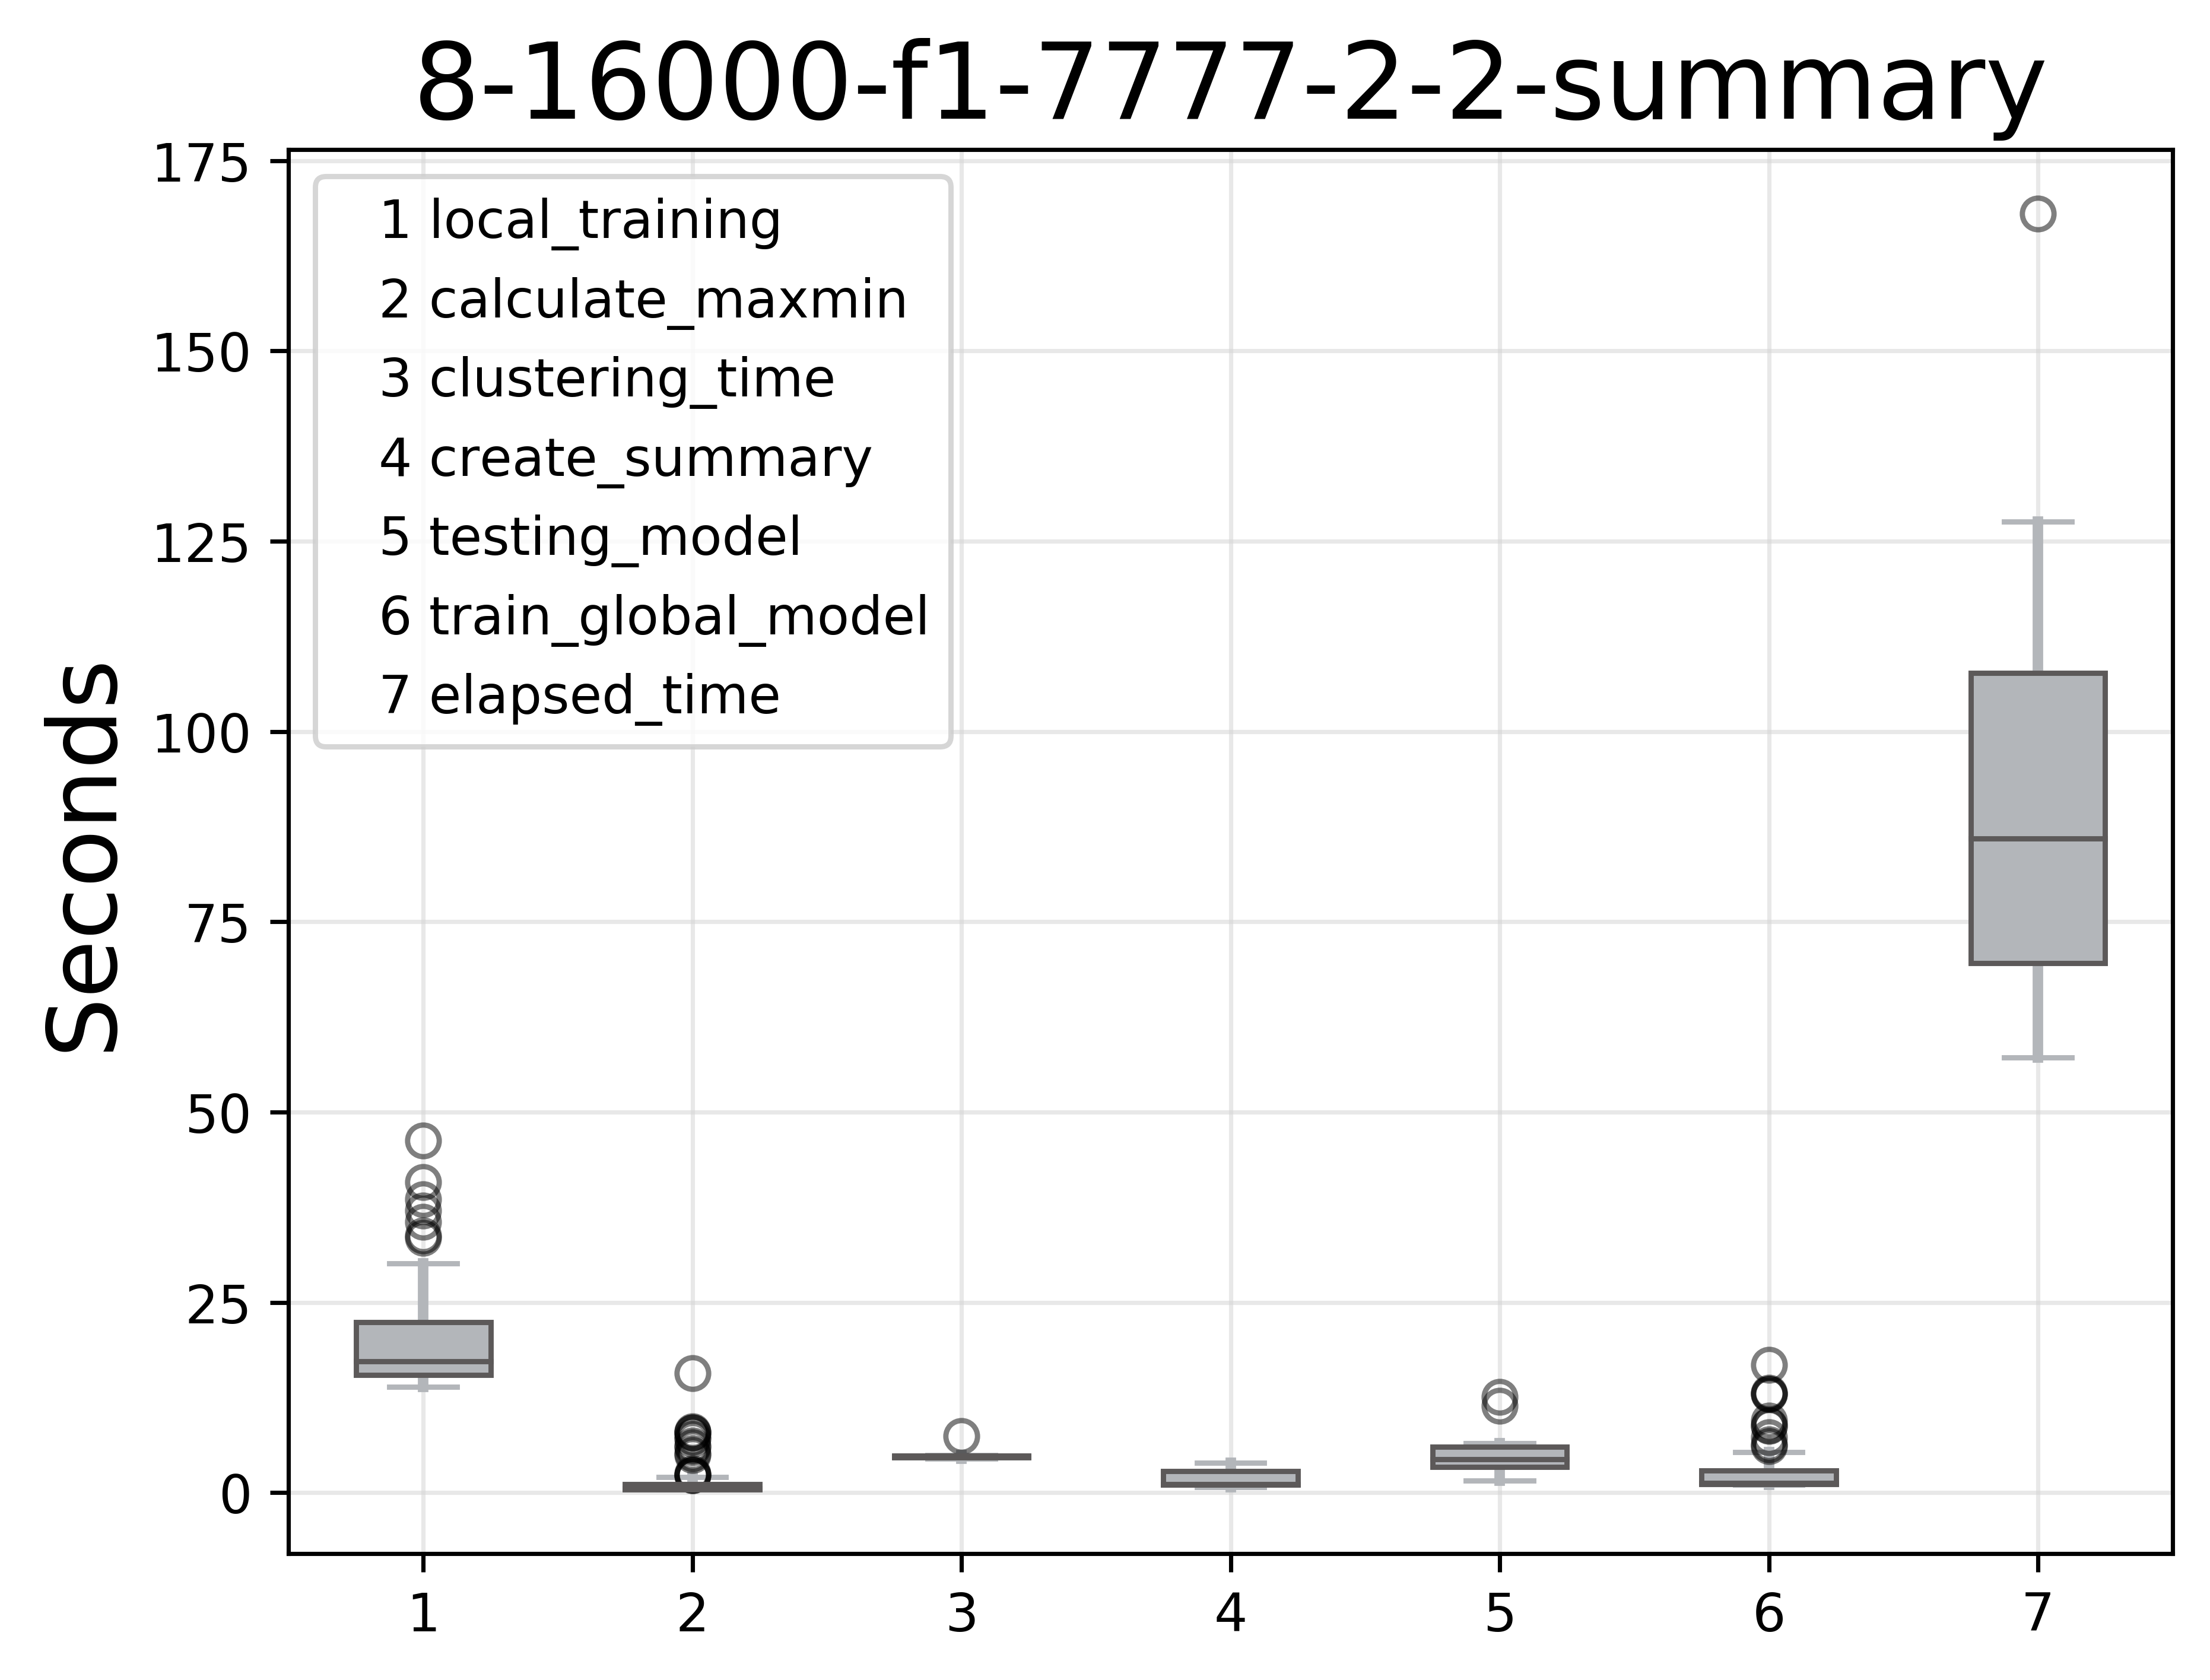 8-16000-f1-7777-2-2-summary
175
150
125
100
75
50
25
0
Seconds
1 local_training
2 calculate_maxmin
3 clustering_time
4 create_summary
5 testing_model
6 train_global_model
7 elapsed_time
1 2 3 4 5 6 7